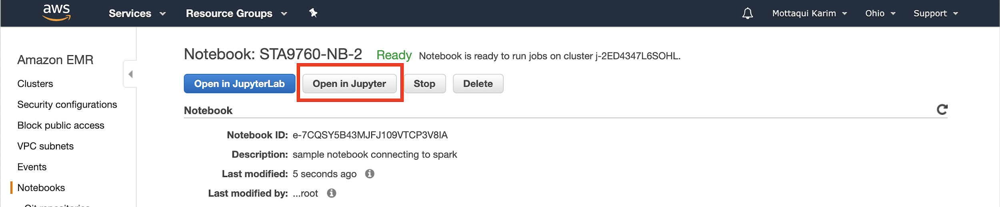 aws Services Resource Groups Mottaqui Karim Ohio Support
Amazon EMR
Clusters
Security configurations
Block public access
VPC subnets
Events
Notebooks
Git repositories
Notebook: STA9760-NB-2 Ready Notebook is ready to run jobs on cluster j-2ED4347L6SOHL.
Open in JupyterLab Open in Jupyter Stop Delete
Notebook
Notebook ID: e-7CQSY5B43MJFJ109VTCP3V8IA
Description: sample notebook connecting to spark
Last modified: 5 seconds ago
Last modified by: ...root